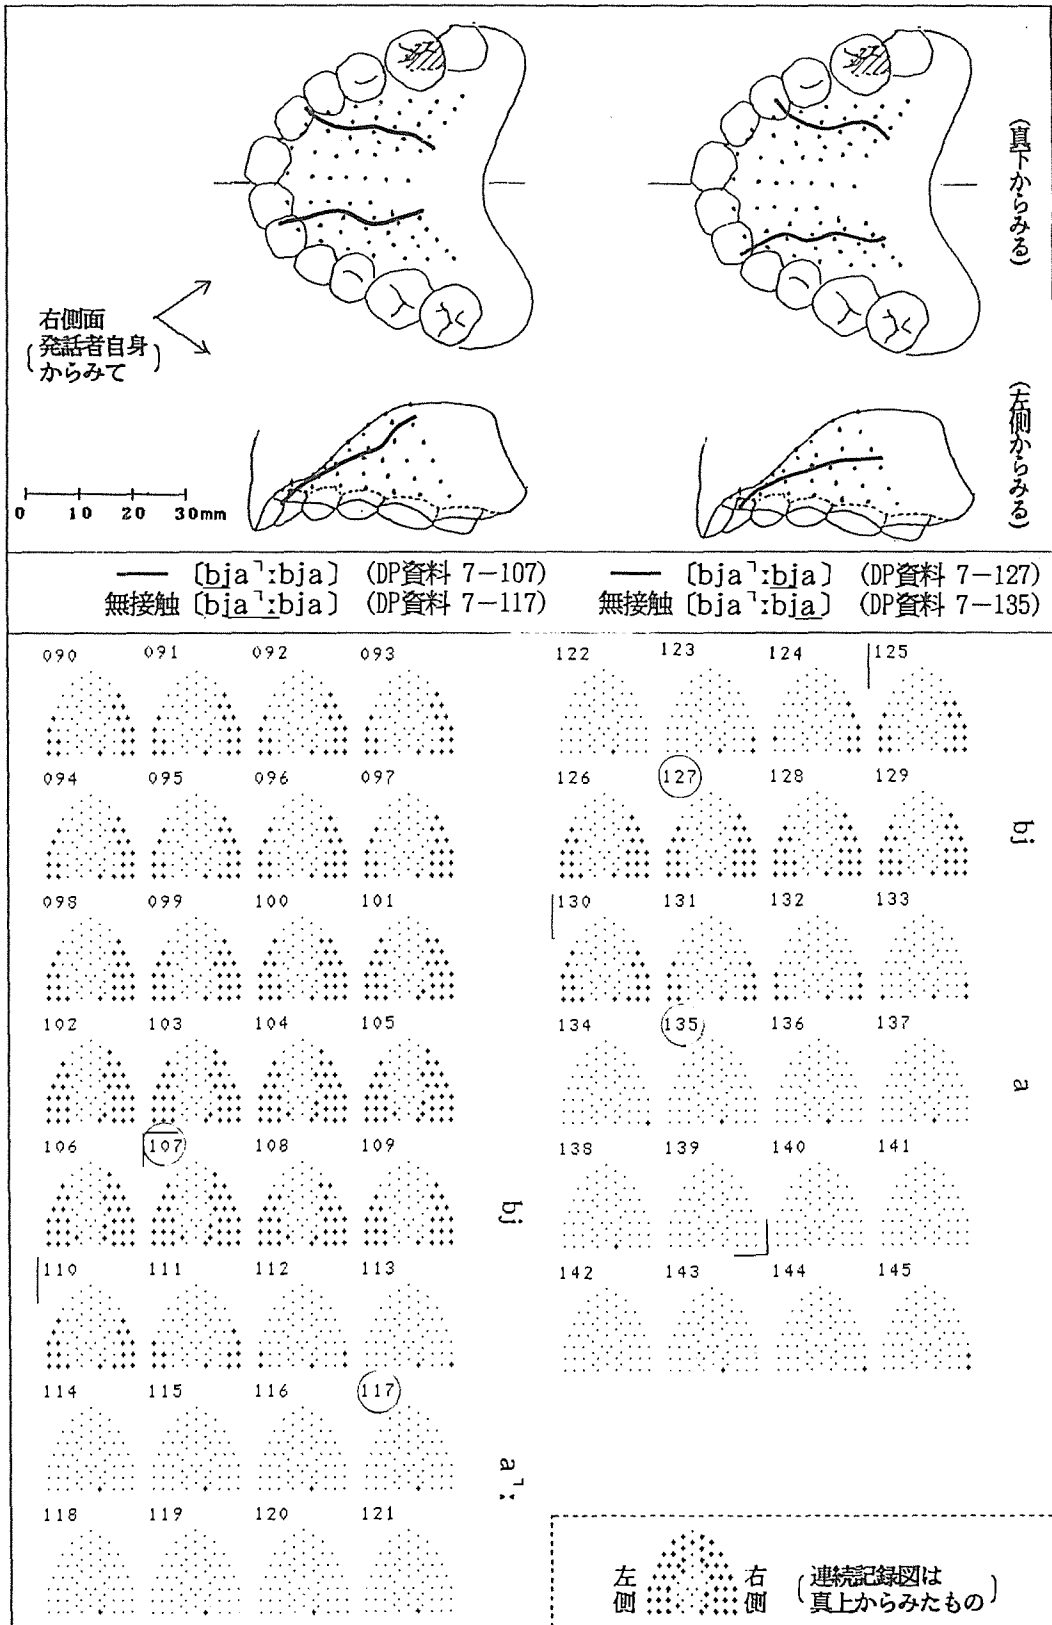 (真下からみる)
右側面
(発話者自身
からみて)
(左側からみる)
0 10 20 30mm
━━ 〔bja˺ːbja〕 (DP資料 7−107)
無接触 〔bja˺ːbja〕 (DP資料 7−117)
━━ 〔bja˺ːbja〕 (DP資料 7−127)
無接触 〔bja˺ːbja〕 (DP資料 7−135)
090 091 092 093
094 095 096 097
098 099 100 101
102 103 104 105
106 107 108 109
bj
110 111 112 113
114 115 116 117
a˺ː
118 119 120 121
122 123 124 125
126 127 128 129
bj
130 131 132 133
134 135 136 137
a
138 139 140 141
142 143 144 145
左側 右側 (連続記録図は
真上からみたもの)